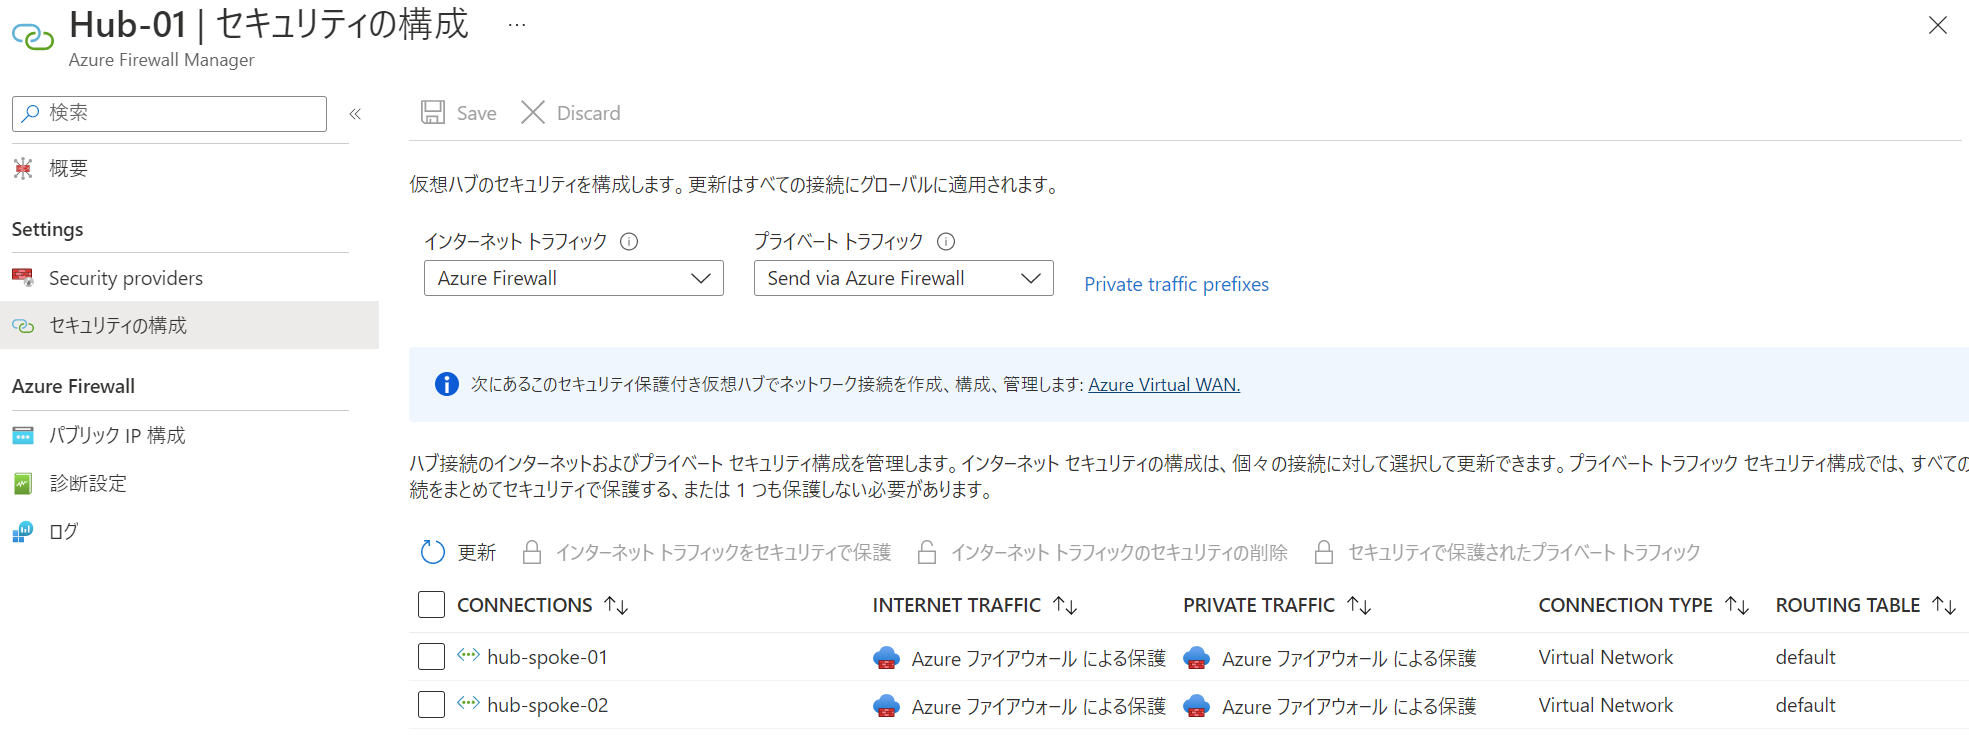 Hub-01 | セキュリティの構成 …
Azure Firewall Manager
検索 «
概要
Settings
Security providers
セキュリティの構成
Azure Firewall
パブリック IP 構成
診断設定
ログ
Save Discard
仮想ハブのセキュリティを構成します。更新はすべての接続にグローバルに適用されます。
インターネット トラフィック プライベート トラフィック
Azure Firewall Send via Azure Firewall Private traffic prefixes
次にあるこのセキュリティ保護付き仮想ハブでネットワーク接続を作成、構成、管理します: Azure Virtual WAN.
ハブ接続のインターネットおよびプライベート セキュリティ構成を管理します。インターネット セキュリティの構成は、個々の接続に対して選択して更新できます。プライベート トラフィック セキュリティ構成では、すべての
続をまとめてセキュリティで保護する、または 1 つも保護しない必要があります。
更新 インターネット トラフィックをセキュリティで保護 インターネット トラフィックのセキュリティの削除 セキュリティで保護されたプライベート トラフィック
CONNECTIONS ↑↓ INTERNET TRAFFIC ↑↓ PRIVATE TRAFFIC ↑↓ CONNECTION TYPE ↑↓ ROUTING TABLE ↑↓
hub-spoke-01 Azure ファイアウォール による保護 Azure ファイアウォール による保護 Virtual Network default
hub-spoke-02 Azure ファイアウォール による保護 Azure ファイアウォール による保護 Virtual Network default